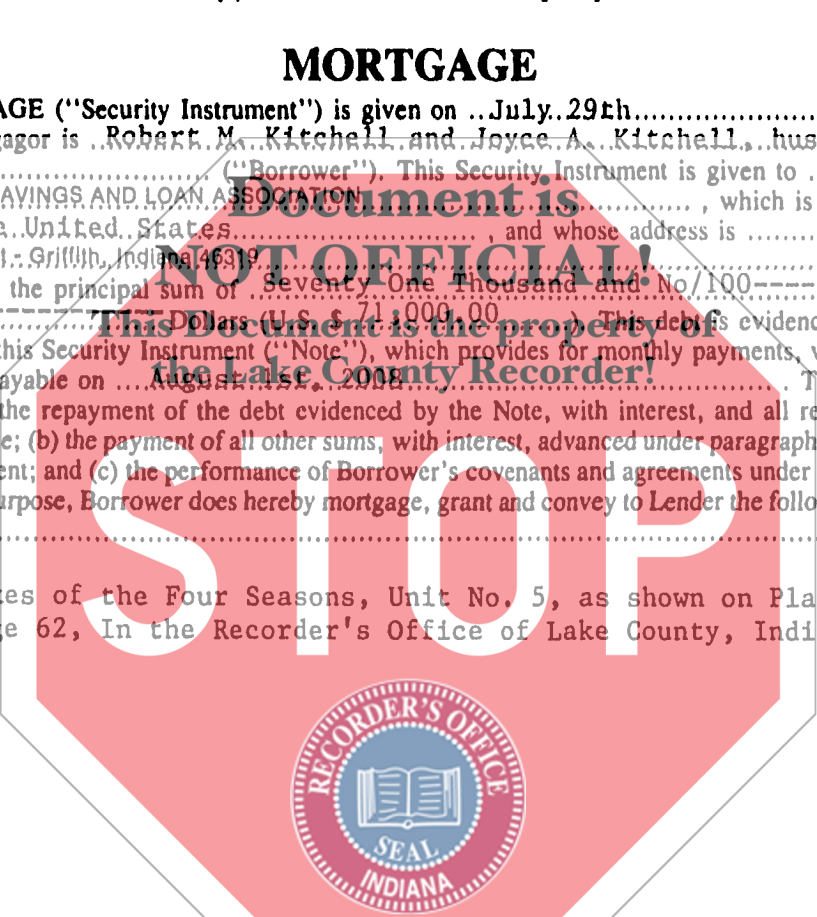 MORTGAGE
AGE (''Security Instrument'') is given on ..July..29th.....................
gagor is ..Robert M. Kitchell and Joyce A. Kitchell, hus
.............................. (''Borrower''). This Security Instrument is given to .
AVINGS AND LOAN ASSOCIATION.............................. , which is
e United States.............................. , and whose address is ........
t - Griffith, Indiana 46319..............................
the principal sum of ..Seventy One Thousand and No/100----
Dollars (U.S. $ 71,000.00............). This debt is evidenc
this Security Instrument (''Note''), which provides for monthly payments, w
ayable on ....August 1st, 2008.............................. . T
the repayment of the debt evidenced by the Note, with interest, and all re
e; (b) the payment of all other sums, with interest, advanced under paragraph
ent; and (c) the performance of Borrower's covenants and agreements under
urpose, Borrower does hereby mortgage, grant and convey to Lender the follo
tes of the Four Seasons, Unit No. 5, as shown on Pla
e 62, In the Recorder's Office of Lake County, Indi
Document is
NOT OFFICIAL!
This Document is the property of
the Lake County Recorder!
STOP
RECORDER'S OFFICE
SEAL
INDIANA